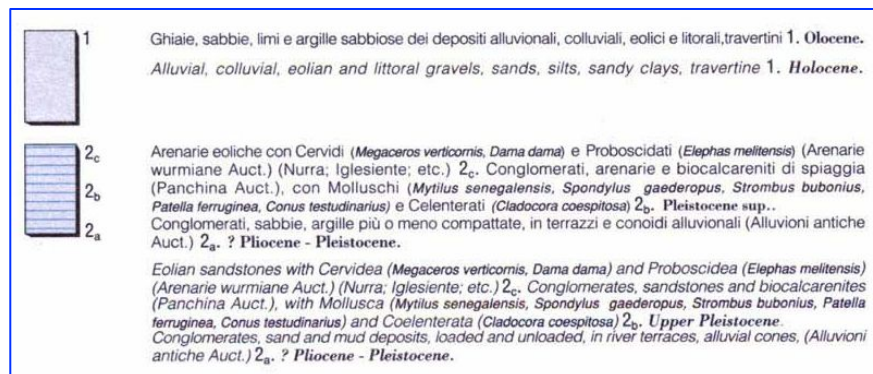 1
Ghiaie, sabbie, limi e argille sabbiose dei depositi alluvionali, colluviali, eolici e litorali,travertini 1. Olocene.
Alluvial, colluvial, eolian and littoral gravels, sands, silts, sandy clays, travertine 1. Holocene.
2c
2b
2a
Arenarie eoliche con Cervidi (Megaceros verticornis, Dama dama) e Proboscidati (Elephas melitensis) (Arenarie
wurmiane Auct.) (Nurra; Iglesiente; etc.) 2c. Conglomerati, arenarie e biocalcareniti di spiaggia
(Panchina Auct.), con Molluschi (Mytilus senegalensis, Spondylus gaederopus, Strombus bubonius,
Patella ferruginea, Conus testudinarius) e Celenterati (Cladocora coespitosa) 2b. Pleistocene sup..
Conglomerati, sabbie, argille più o meno compattate, in terrazzi e conoidi alluvionali (Alluvioni antiche
Auct.) 2a. ? Pliocene - Pleistocene.
Eolian sandstones with Cervidea (Megaceros verticornis, Dama dama) and Proboscidea (Elephas melitensis)
(Arenarie wurmiane Auct.) (Nurra; Iglesiente; etc.) 2c. Conglomerates, sandstones and biocalcarenites
(Panchina Auct.), with Mollusca (Mytilus senegalensis, Spondylus gaederopus, Strombus bubonius, Patella
ferruginea, Conus testudinarius) and Coelenterata (Cladocora coespitosa) 2b. Upper Pleistocene.
Conglomerates, sand and mud deposits, loaded and unloaded, in river terraces, alluvial cones, (Alluvioni
antiche Auct.) 2a. ? Pliocene - Pleistocene.